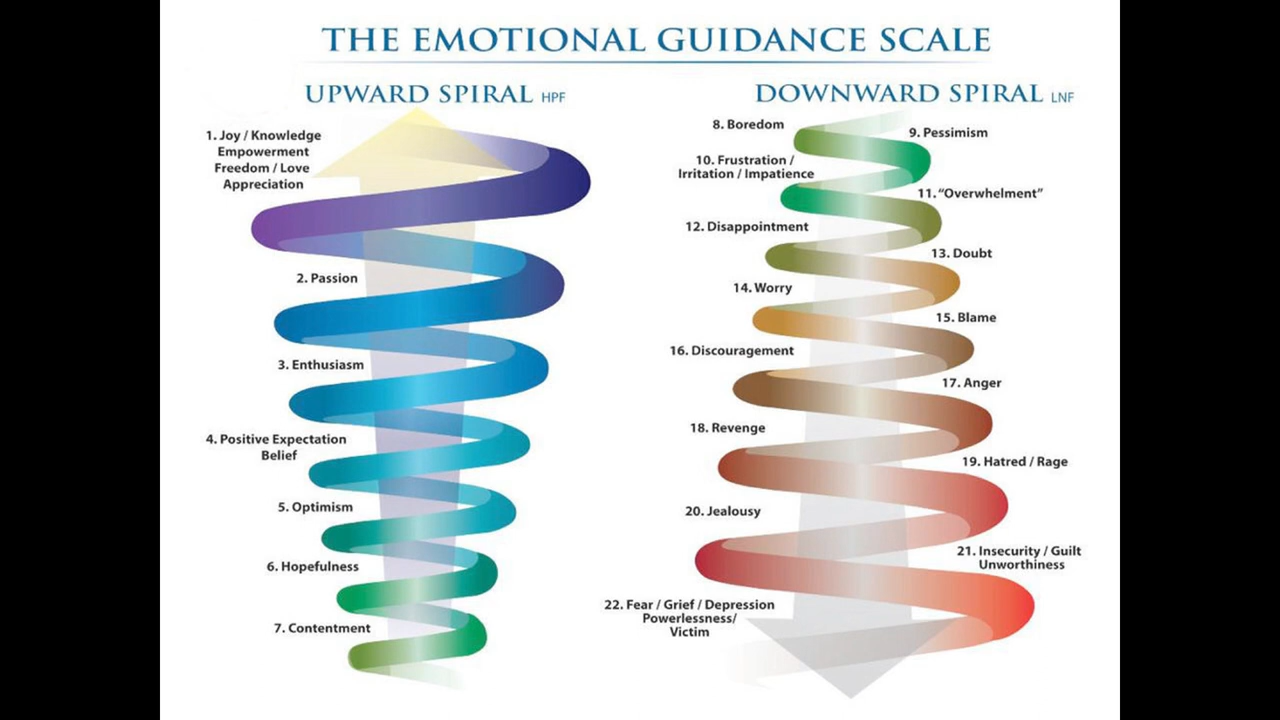 THE EMOTIONAL GUIDANCE SCALE
UPWARD SPIRAL HPF
1. Joy / Knowledge
Empowerment
Freedom / Love
Appreciation
2. Passion
3. Enthusiasm
4. Positive Expectation
Belief
5. Optimism
6. Hopefulness
7. Contentment
DOWNWARD SPIRAL LNF
8. Boredom
9. Pessimism
10. Frustration /
Irritation / Impatience
11. “Overwhelment”
12. Disappointment
13. Doubt
14. Worry
15. Blame
16. Discouragement
17. Anger
18. Revenge
19. Hatred / Rage
20. Jealousy
21. Insecurity / Guilt
Unworthiness
22. Fear / Grief / Depression
Powerlessness/
Victim